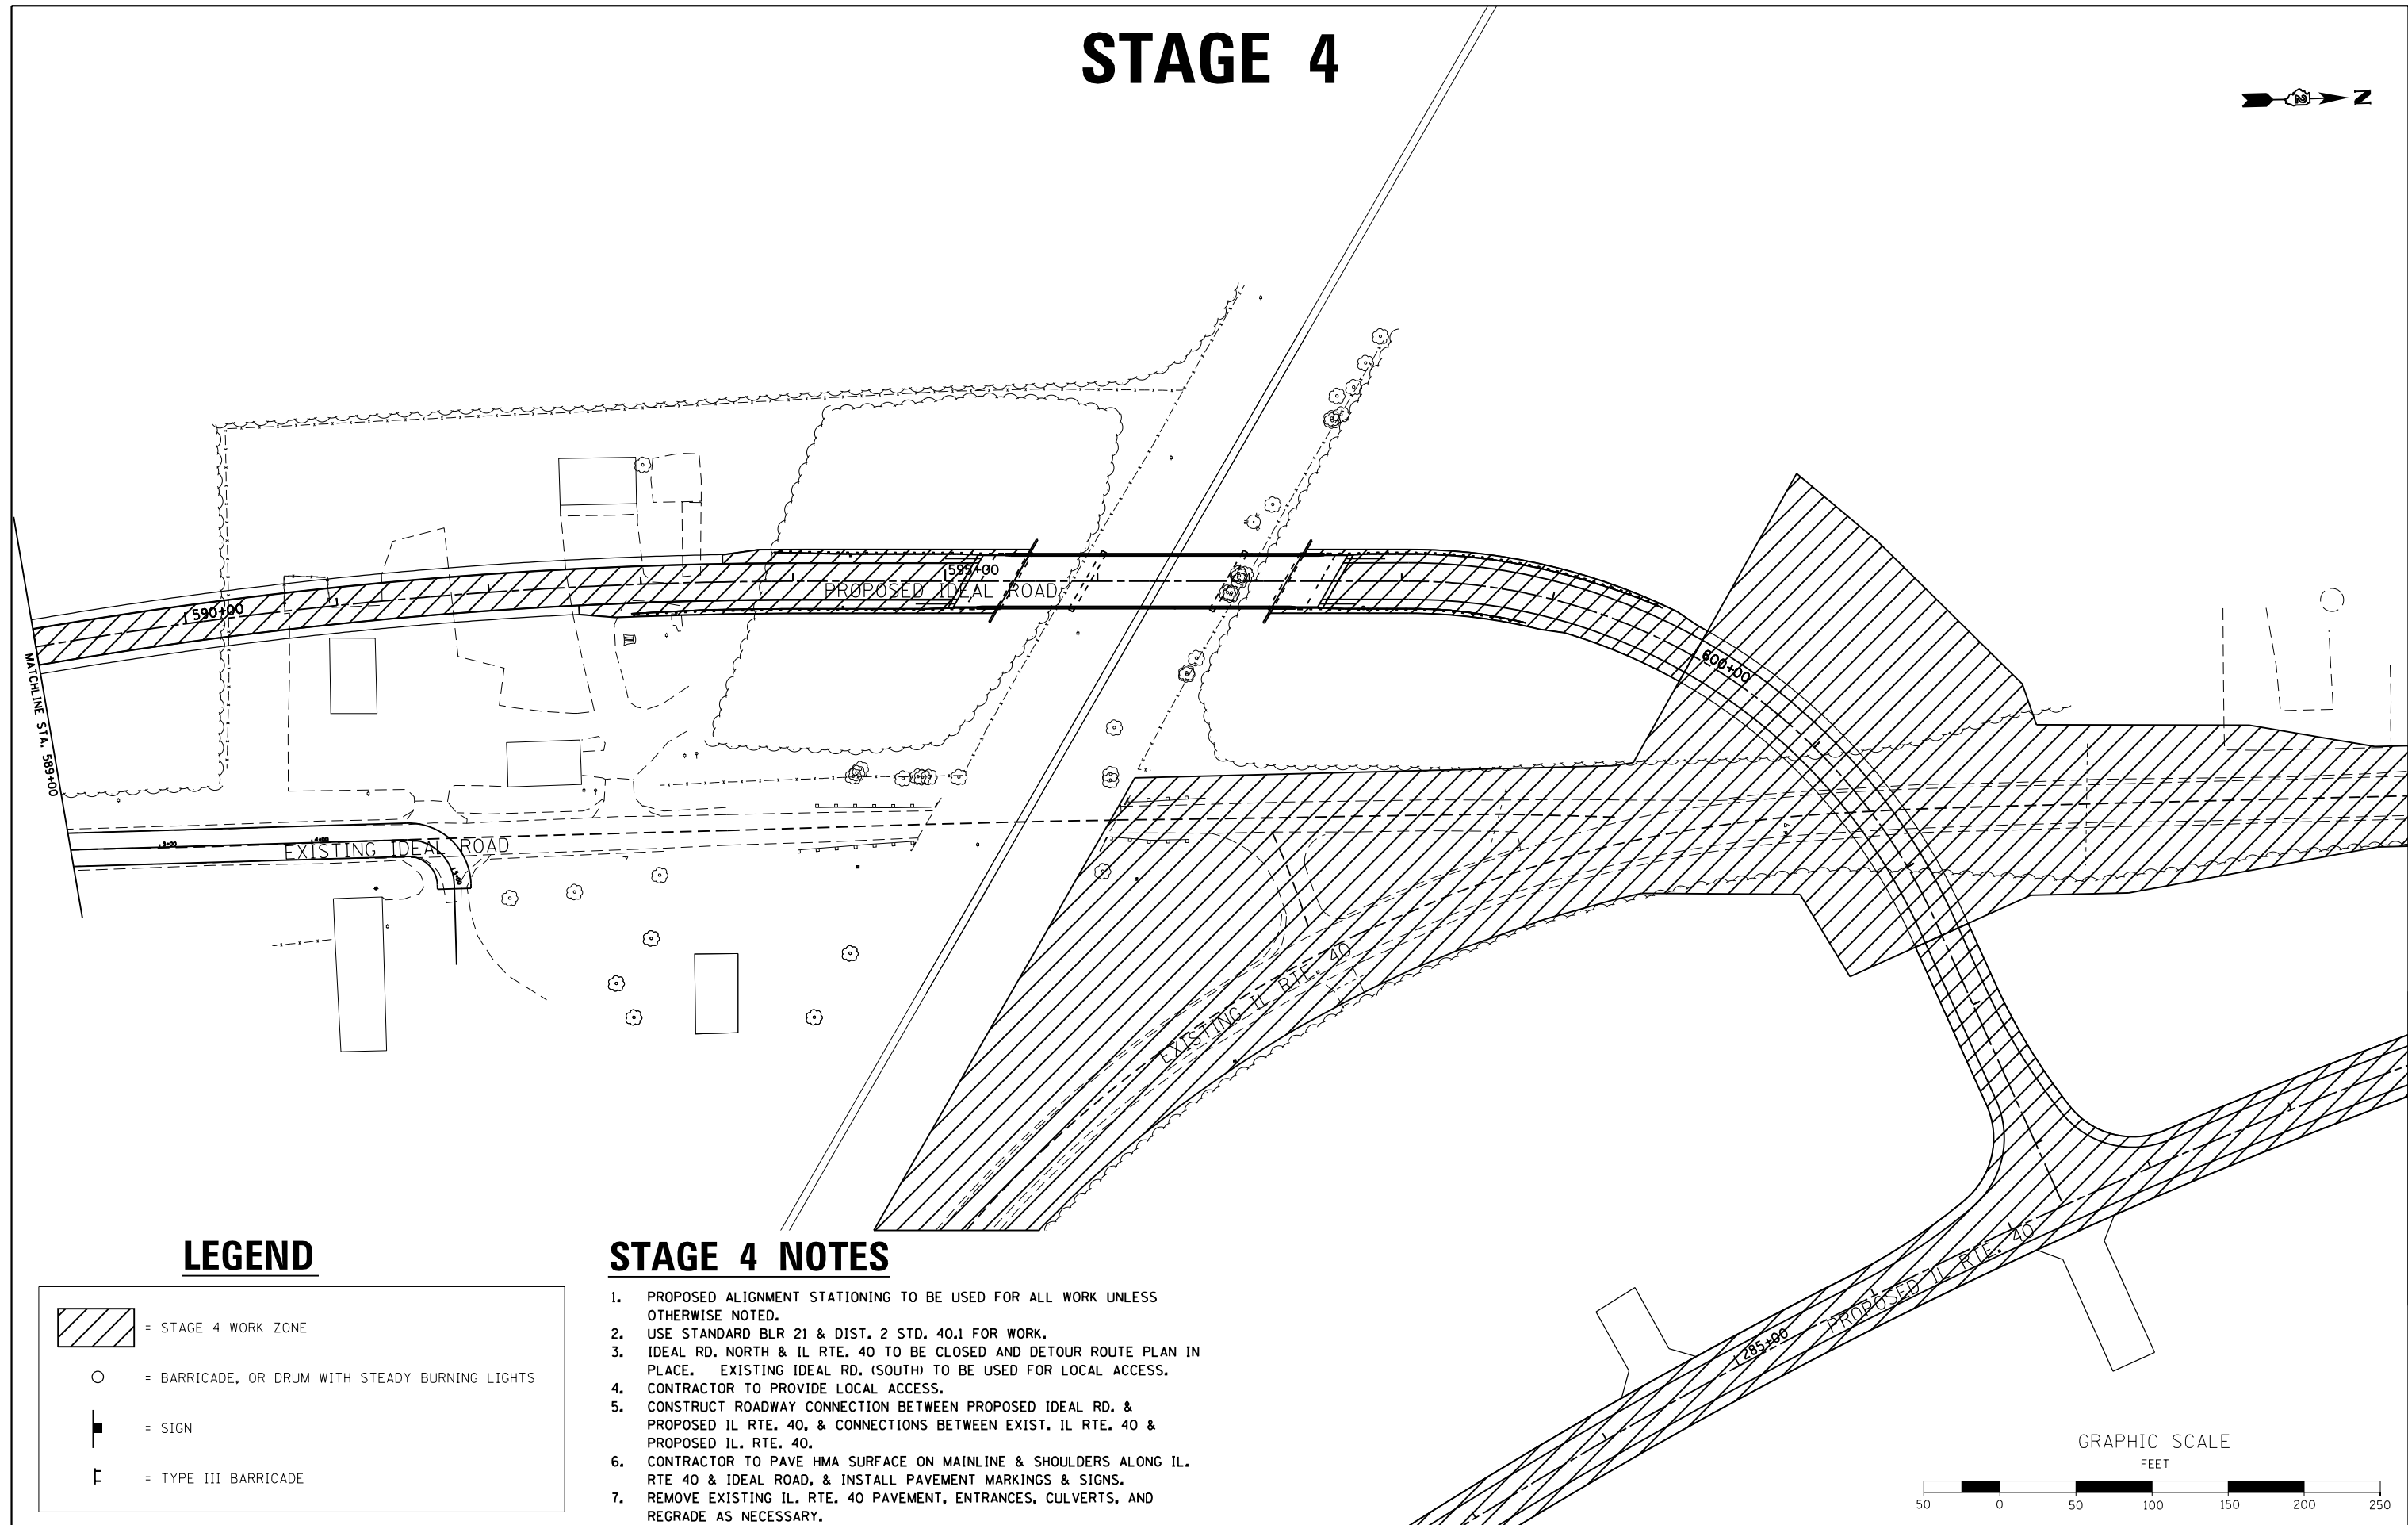 STAGE 4
N
2
595+00
PROPOSED IDEAL ROAD
590+00
600+00
MATCHLINE STA. 589+00
3+00
4+00
EXISTING IDEAL ROAD
5+00
EXISTING IL RTE. 40
PROPOSED IL RTE. 40
285+00
LEGEND
= STAGE 4 WORK ZONE
= BARRICADE, OR DRUM WITH STEADY BURNING LIGHTS
= SIGN
= TYPE III BARRICADE
STAGE 4 NOTES
1. PROPOSED ALIGNMENT STATIONING TO BE USED FOR ALL WORK UNLESS
OTHERWISE NOTED.
2. USE STANDARD BLR 21 & DIST. 2 STD. 40.1 FOR WORK.
3. IDEAL RD. NORTH & IL RTE. 40 TO BE CLOSED AND DETOUR ROUTE PLAN IN
PLACE. EXISTING IDEAL RD. (SOUTH) TO BE USED FOR LOCAL ACCESS.
4. CONTRACTOR TO PROVIDE LOCAL ACCESS.
5. CONSTRUCT ROADWAY CONNECTION BETWEEN PROPOSED IDEAL RD. &
PROPOSED IL RTE. 40, & CONNECTIONS BETWEEN EXIST. IL RTE. 40 &
PROPOSED IL. RTE. 40.
6. CONTRACTOR TO PAVE HMA SURFACE ON MAINLINE & SHOULDERS ALONG IL.
RTE 40 & IDEAL ROAD, & INSTALL PAVEMENT MARKINGS & SIGNS.
7. REMOVE EXISTING IL. RTE. 40 PAVEMENT, ENTRANCES, CULVERTS, AND
REGRADE AS NECESSARY.
GRAPHIC SCALE
FEET
50 0 50 100 150 200 250